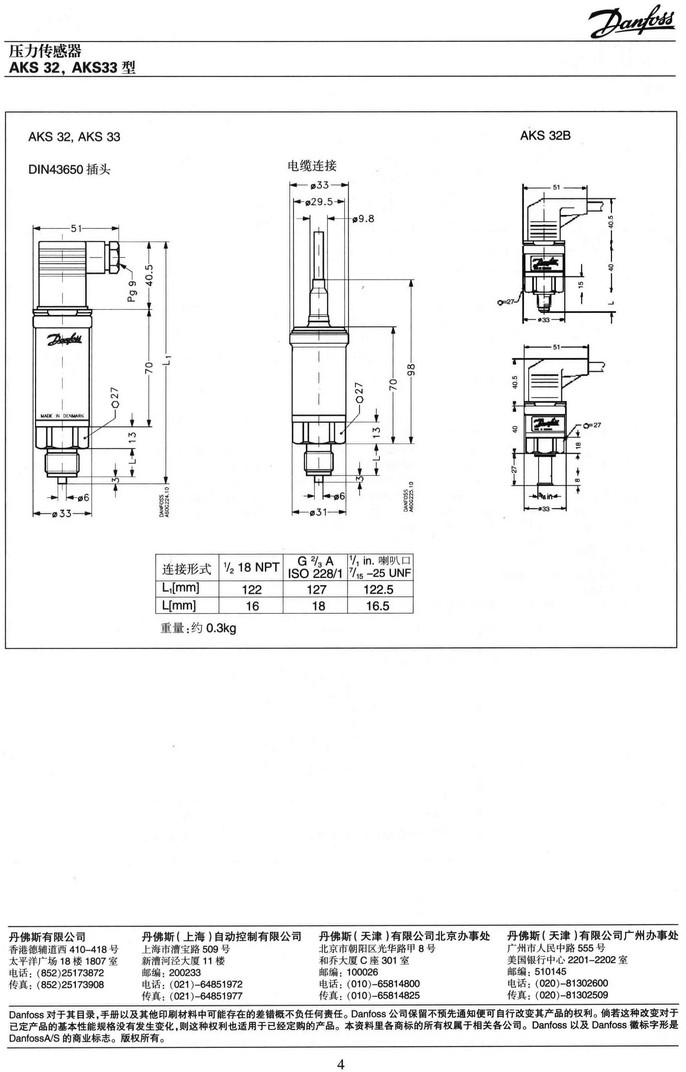 Danfoss
压力传感器
AKS 32, AKS33 型
AKS 32, AKS 33
AKS 32B
DIN43650 插头
电缆连接
51
Pg 9
40.5
70
L1
27
13
L
3
ø6
ø33
Danfoss
MADE IN DENMARK
DANFOSS
A60G224.10
ø33
ø29.5
ø9.8
98
70
27
13
L
3
ø6
ø31
DANFOSS
A60G225.10
51
40.5
40
15
L
27
ø33
Danfoss
51
40.5
40
27
27
18
8
in
ø33
Danfoss
连接形式 1/2 18 NPT G 2/3 A ISO 228/1 1/1 in. 喇叭口 7/15 -25 UNF
L1[mm] 122 127 122.5
L[mm] 16 18 16.5
重量:约 0.3kg
丹佛斯有限公司
香港德辅道西 410-418 号
太平洋广场 18 楼 1807 室
电话:(852)25173872
传真:(852)25173908
丹佛斯(上海)自动控制有限公司
上海市漕宝路 509 号
新漕河泾大厦 11 楼
邮编:200233
电话:(021)-64851972
传真:(021)-64851977
丹佛斯(天津)有限公司北京办事处
北京市朝阳区光华路甲 8 号
和乔大厦 C 座 301 室
邮编:100026
电话:(010)-65814800
传真:(010)-65814825
丹佛斯(天津)有限公司广州办事处
广州市人民中路 555 号
美国银行中心 2201-2202 室
邮编:510145
电话:(020)-81302600
传真:(020)-81302509
Danfoss 对于其目录,手册以及其他印刷材料中可能存在的差错概不负任何责任。Danfoss 公司保留不预先通知便可自行改变其产品的权利。倘若这种改变对于
已定产品的基本性能规格没有发生变化,则这种权利也适用于已经定购的产品。本资料里各商标的所有权属于相关各公司。Danfoss 以及 Danfoss 徽标字形是
DanfossA/S 的商业标志。版权所有。
4